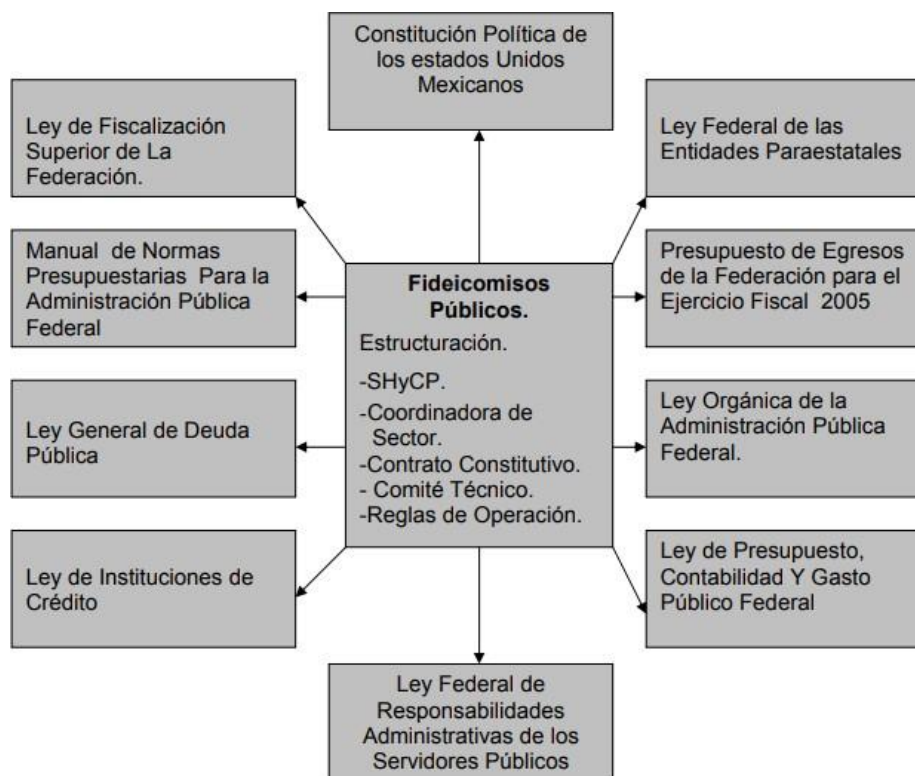 Constitución Política de
los estados Unidos
Mexicanos
Ley de Fiscalización
Superior de La
Federación.
Ley Federal de las
Entidades Paraestatales
Manual de Normas
Presupuestarias Para la
Administración Pública
Federal
Fideicomisos
Públicos.
Estructuración.
-SHyCP.
-Coordinadora de
Sector.
-Contrato Constitutivo.
- Comité Técnico.
-Reglas de Operación.
Presupuesto de Egresos
de la Federación para el
Ejercicio Fiscal 2005
Ley General de Deuda
Pública
Ley Orgánica de la
Administración Pública
Federal.
Ley de Instituciones de
Crédito
Ley de Presupuesto,
Contabilidad Y Gasto
Público Federal
Ley Federal de
Responsabilidades
Administrativas de los
Servidores Públicos